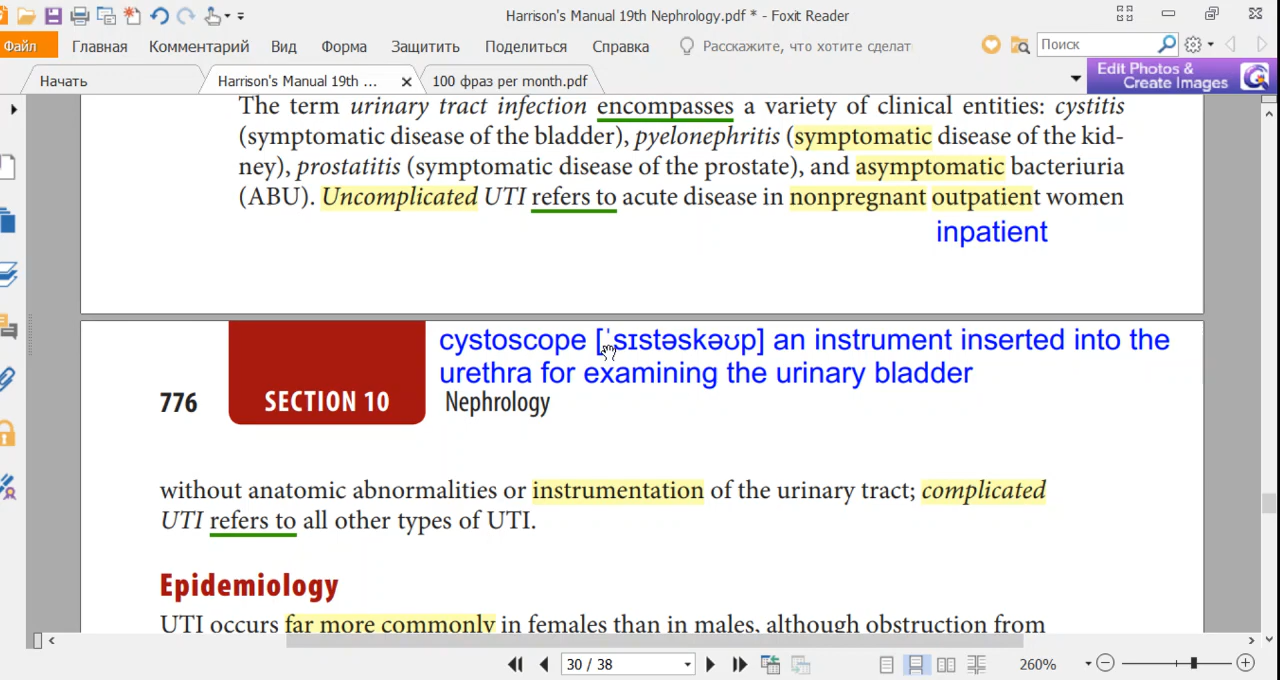 Harrison's Manual 19th Nephrology.pdf * - Foxit Reader
Файл Главная Комментарий Вид Форма Защитить Поделиться Справка Расскажите, что хотите сделат Поиск
Начать Harrison's Manual 19th ... 100 фраз per month.pdf
Edit Photos &
Create Images
The term urinary tract infection encompasses a variety of clinical entities: cystitis
(symptomatic disease of the bladder), pyelonephritis (symptomatic disease of the kid-
ney), prostatitis (symptomatic disease of the prostate), and asymptomatic bacteriuria
(ABU). Uncomplicated UTI refers to acute disease in nonpregnant outpatient women
inpatient
cystoscope [ˈsɪstəskəʊp] an instrument inserted into the
urethra for examining the urinary bladder
776 SECTION 10 Nephrology
without anatomic abnormalities or instrumentation of the urinary tract; complicated
UTI refers to all other types of UTI.
Epidemiology
UTI occurs far more commonly in females than in males, although obstruction from
30 / 38 260%